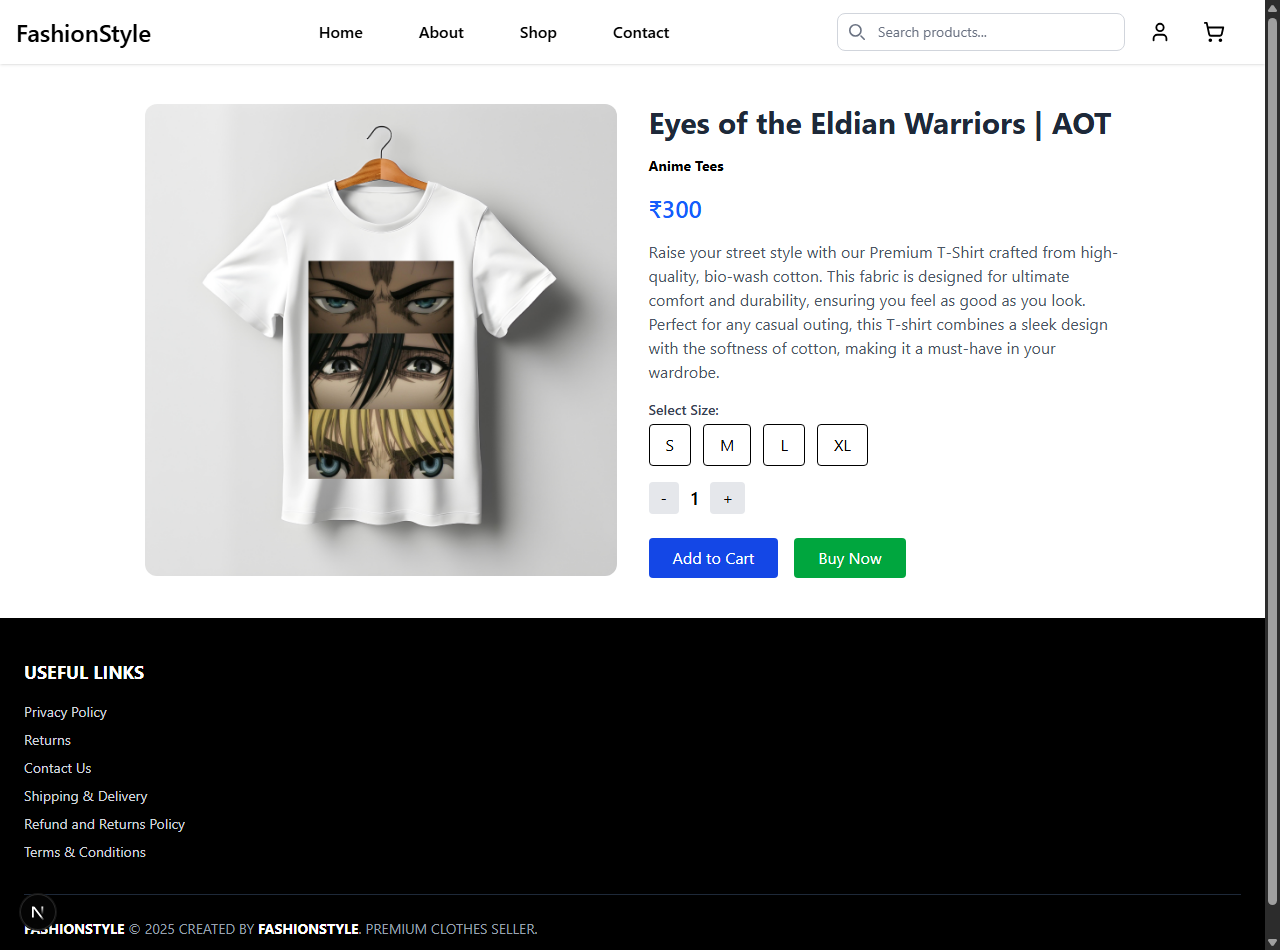 FashionStyle
Home
About
Shop
Contact
Search products...
Eyes of the Eldian Warriors | AOT
Anime Tees
₹300
Raise your street style with our Premium T-Shirt crafted from high-
quality, bio-wash cotton. This fabric is designed for ultimate
comfort and durability, ensuring you feel as good as you look.
Perfect for any casual outing, this T-shirt combines a sleek design
with the softness of cotton, making it a must-have in your
wardrobe.
Select Size:
S
M
L
XL
-
1
+
Add to Cart
Buy Now
USEFUL LINKS
Privacy Policy
Returns
Contact Us
Shipping & Delivery
Refund and Returns Policy
Terms & Conditions
N
FASHIONSTYLE © 2025 CREATED BY FASHIONSTYLE. PREMIUM CLOTHES SELLER.